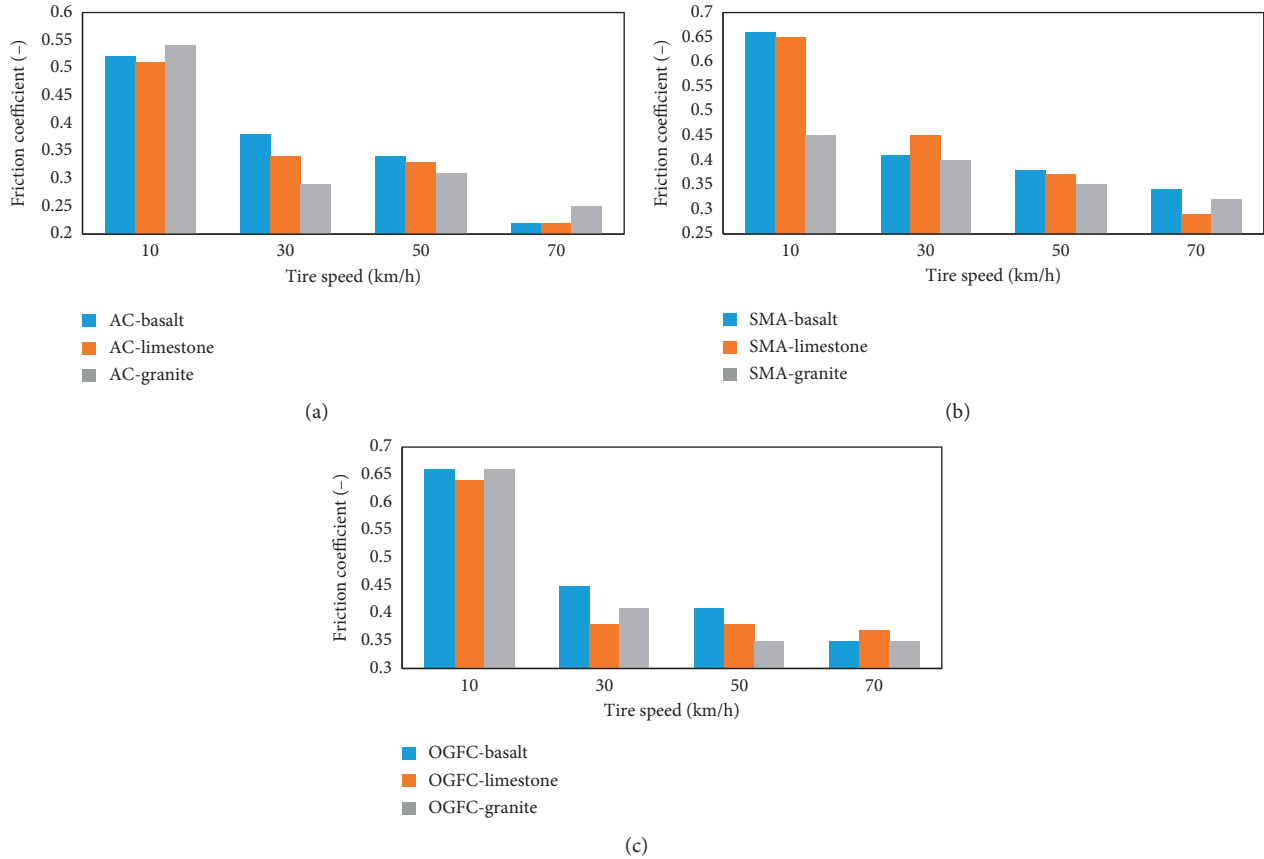 Friction coefficient (–)
0.6
0.55
0.5
0.45
0.4
0.35
0.3
0.25
0.2
10 30 50 70
Tire speed (km/h)
AC-basalt
AC-limestone
AC-granite
(a)
Friction coefficient (–)
0.7
0.65
0.6
0.55
0.5
0.45
0.4
0.35
0.3
0.25
10 30 50 70
Tire speed (km/h)
SMA-basalt
SMA-limestone
SMA-granite
(b)
Friction coefficient (–)
0.7
0.65
0.6
0.55
0.5
0.45
0.4
0.35
0.3
10 30 50 70
Tire speed (km/h)
OGFC-basalt
OGFC-limestone
OGFC-granite
(c)